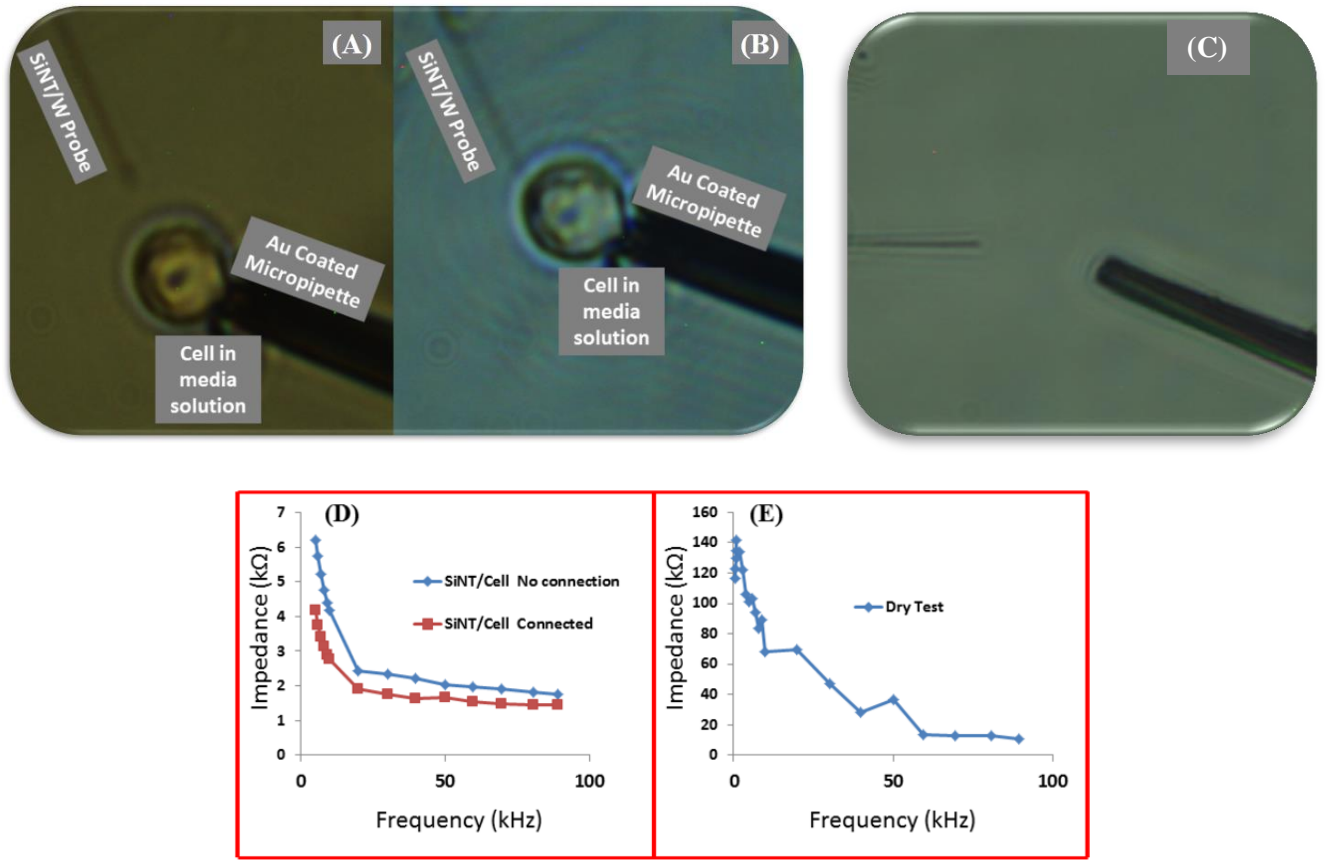 (A)
SiNT/W Probe
Au Coated
Micropipette
Cell in
media
solution
(B)
SiNT/W Probe
Au Coated
Micropipette
Cell in
media
solution
(C)
(D)
Impedance (kΩ)
7
6
5
4
3
2
1
0
SiNT/Cell No connection
SiNT/Cell Connected
0 50 100
Frequency (kHz)
(E)
Impedance (kΩ)
160
140
120
100
80
60
40
20
0
Dry Test
0 50 100
Frequency (kHz)